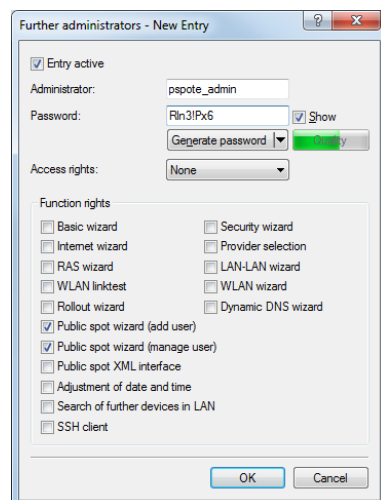 Further administrators - New Entry
Entry active
Administrator: pspote_admin
Password: RIn3!Px6 Show
Generate password Quality
Access rights: None
Function rights
Basic wizard Security wizard
Internet wizard Provider selection
RAS wizard LAN-LAN wizard
WLAN linktest WLAN wizard
Rollout wizard Dynamic DNS wizard
Public spot wizard (add user)
Public spot wizard (manage user)
Public spot XML interface
Adjustment of date and time
Search of further devices in LAN
SSH client
OK Cancel